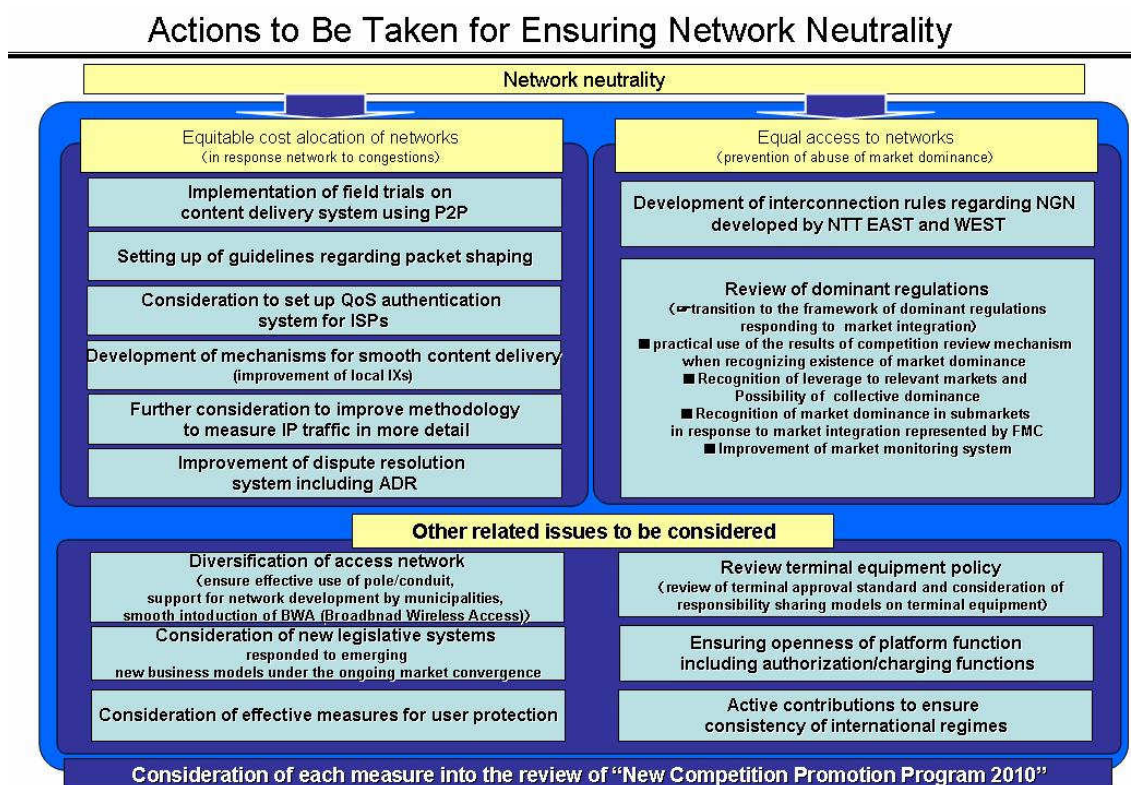 Actions to Be Taken for Ensuring Network Neutrality
Network neutrality
Equitable cost alocation of networks
(in response network to congestions)
Implementation of field trials on
content delivery system using P2P
Setting up of guidelines regarding packet shaping
Consideration to set up QoS authentication
system for ISPs
Development of mechanisms for smooth content delivery
(improvement of local IXs)
Further consideration to improve methodology
to measure IP traffic in more detail
Improvement of dispute resolution
system including ADR
Equal access to networks
(prevention of abuse of market dominance)
Development of interconnection rules regarding NGN
developed by NTT EAST and WEST
Review of dominant regulations
(☞transition to the framework of dominant regulations
responding to market integration)
■ practical use of the results of competition review mechanism
when recognizing existence of market dominance
■ Recognition of leverage to relevant markets and
Possibility of collective dominance
■ Recognition of market dominance in submarkets
in response to market integration represented by FMC
■ Improvement of market monitoring system
Other related issues to be considered
Diversification of access network
(ensure effective use of pole/conduit,
support for network development by municipalities,
smooth intoduction of BWA (Broadbnad Wireless Access))
Consideration of new legislative systems
responded to emerging
new business models under the ongoing market convergence
Consideration of effective measures for user protection
Review terminal equipment policy
(review of terminal approval standard and consideration of
responsibility sharing models on terminal equipment)
Ensuring openness of platform function
including authorization/charging functions
Active contributions to ensure
consistency of international regimes
Consideration of each measure into the review of “New Competition Promotion Program 2010”